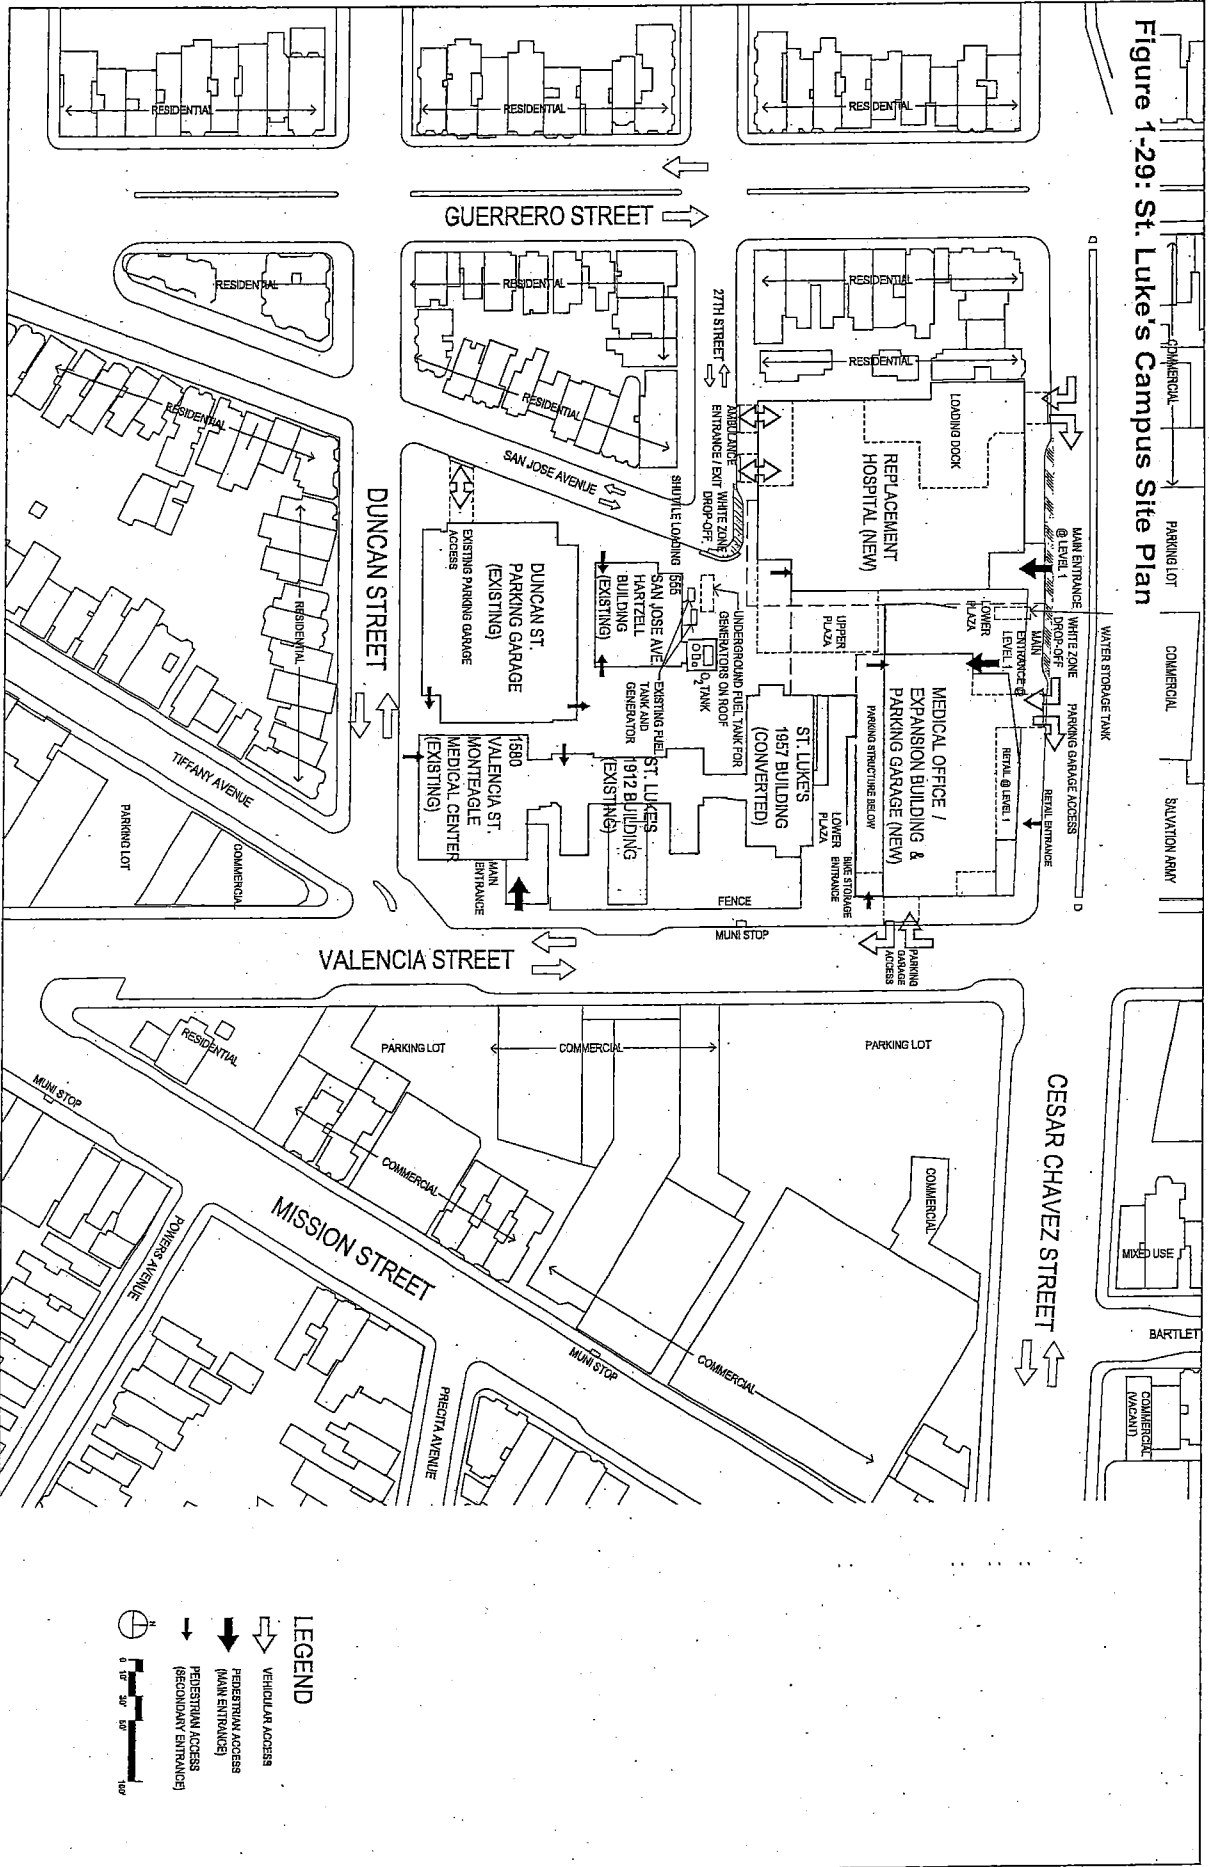 Figure 1-29: St. Luke's Campus Site Plan
COMMERCIAL
PARKING LOT
COMMERCIAL
SALVATION ARMY
MIXED USE
BARTLET
COMMERCIAL
(VACANT)
WATER STORAGE TANK
D
D
CESAR CHAVEZ STREET
MAIN ENTRANCE
@ LEVEL 1
WHITE ZONE
DROP-OFF
MAIN
ENTRANCE @
LEVEL 1
PARKING GARAGE ACCESS
RETAIL ENTRANCE
RETAIL @ LEVEL 1
LOWER
PLAZA
RESIDENTIAL
RESIDENTIAL
RESIDENTIAL
LOADING DOCK
REPLACEMENT
HOSPITAL (NEW)
UPPER
PLAZA
MEDICAL OFFICE /
EXPANSION BUILDING &
PARKING GARAGE (NEW)
PARKING STRUCTURE BELOW
LOWER
PLAZA
BIKE STORAGE
ENTRANCE
PARKING
GARAGE
ACCESS
PARKING LOT
COMMERCIAL
ST. LUKE'S
1957 BUILDING
(CONVERTED)
27TH STREET
AMBULANCE
ENTRANCE / EXIT
WHITE ZONE
DROP-OFF
SHUTTLE LOADING
UNDERGROUND FUEL TANK FOR
GENERATORS ON ROOF
O2 TANK
EXISTING FUEL
TANK AND
GENERATOR
FENCE
MUNI STOP
555
SAN JOSE AVE
HARTZELL
BUILDING
(EXISTING)
ST. LUKE'S
1912 BUILDING
(EXISTING)
GUERRERO STREET
RESIDENTIAL
RESIDENTIAL
RESIDENTIAL
SAN JOSE AVENUE
DUNCAN ST.
PARKING GARAGE
(EXISTING)
EXISTING PARKING GARAGE
ACCESS
1580
VALENCIA ST.
MONTEAGLE
MEDICAL CENTER
(EXISTING)
MAIN
ENTRANCE
VALENCIA STREET
COMMERCIAL
PARKING LOT
COMMERCIAL
COMMERCIAL
MISSION STREET
MUNI STOP
PRECITA AVENUE
DUNCAN STREET
RESIDENTIAL
RESIDENTIAL
RESIDENTIAL
RESIDENTIAL
TIFFANY AVENUE
PARKING LOT
COMMERCIAL
RESIDENTIAL
MUNI STOP
POWERS AVENUE
LEGEND
VEHICULAR ACCESS
PEDESTRIAN ACCESS
(MAIN ENTRANCE)
PEDESTRIAN ACCESS
(SECONDARY ENTRANCE)
N
0 10' 30' 50' 100'